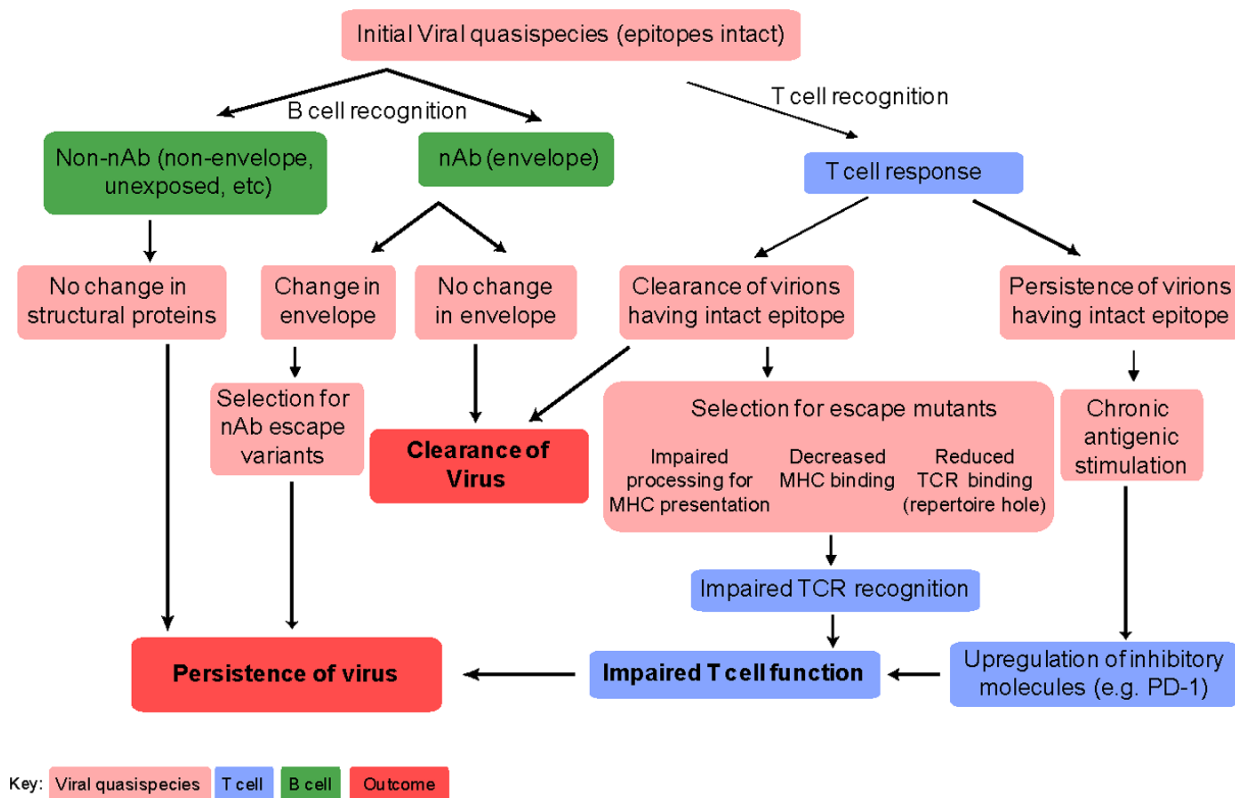 Initial Viral quasispecies (epitopes intact)
B cell recognition
T cell recognition
Non-nAb (non-envelope,
unexposed, etc)
nAb (envelope)
T cell response
No change in
structural proteins
Change in
envelope
No change
in envelope
Clearance of virions
having intact epitope
Persistence of virions
having intact epitope
Selection for
nAb escape
variants
Clearance of
Virus
Selection for escape mutants
Impaired
processing for
MHC presentation
Decreased
MHC binding
Reduced
TCR binding
(repertoire hole)
Chronic
antigenic
stimulation
Impaired TCR recognition
Persistence of virus
Impaired T cell function
Upregulation of inhibitory
molecules (e.g. PD-1)
Key: Viral quasispecies T cell B cell Outcome